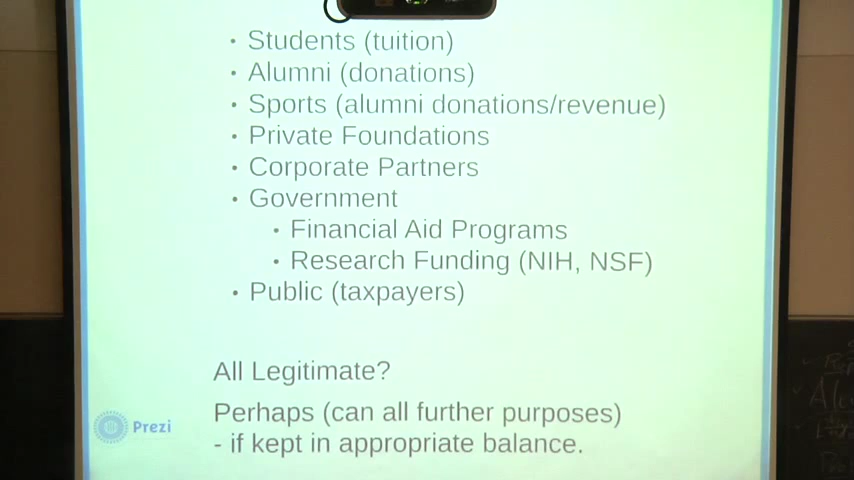 • Students (tuition)
• Alumni (donations)
• Sports (alumni donations/revenue)
• Private Foundations
• Corporate Partners
• Government
• Financial Aid Programs
• Research Funding (NIH, NSF)
• Public (taxpayers)
All Legitimate?
Perhaps (can all further purposes)
- if kept in appropriate balance.
Prezi